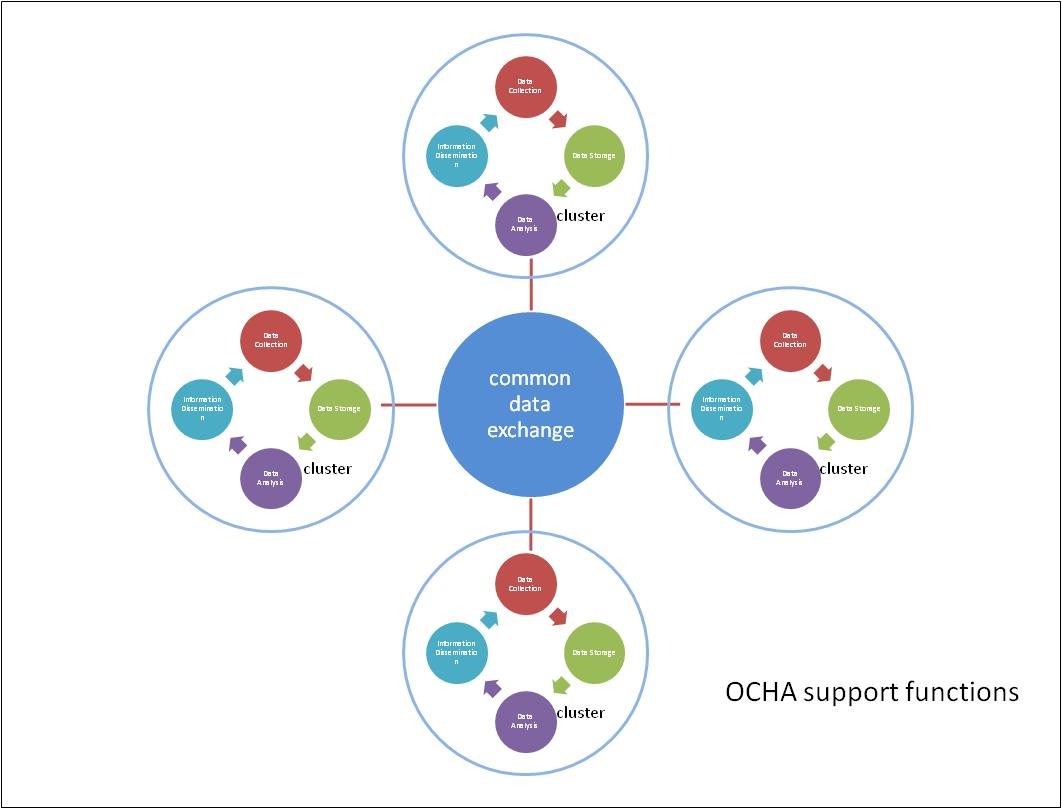 Data
Collection
Information
Disseminatio
n
Data Storage
Data
Analysis
cluster
Data
Collection
Information
Disseminatio
n
Data Storage
Data
Analysis
cluster
common
data
exchange
Data
Collection
Information
Disseminatio
n
Data Storage
Data
Analysis
cluster
Data
Collection
Information
Disseminatio
n
Data Storage
Data
Analysis
cluster
OCHA support functions